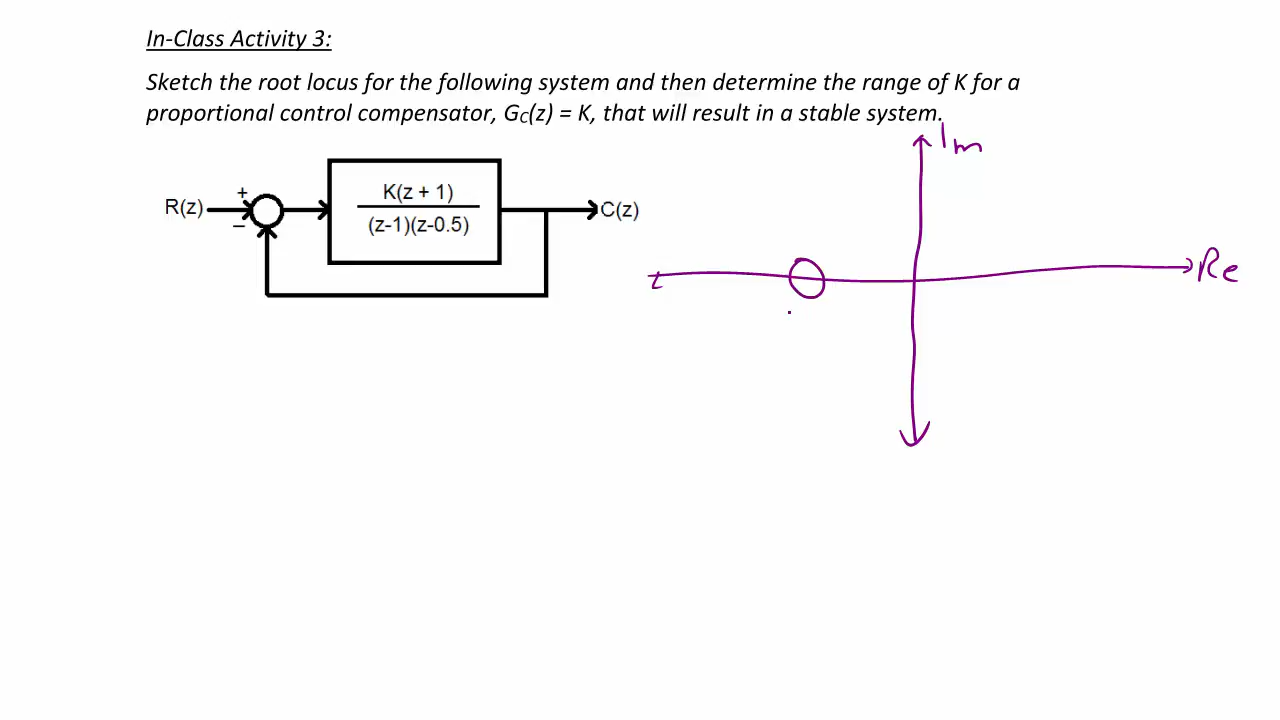 In-Class Activity 3:
Sketch the root locus for the following system and then determine the range of K for a
proportional control compensator, GC(z) = K, that will result in a stable system.
Im
K(z + 1)
R(z)
+
−
C(z)
(z-1)(z-0.5)
Re